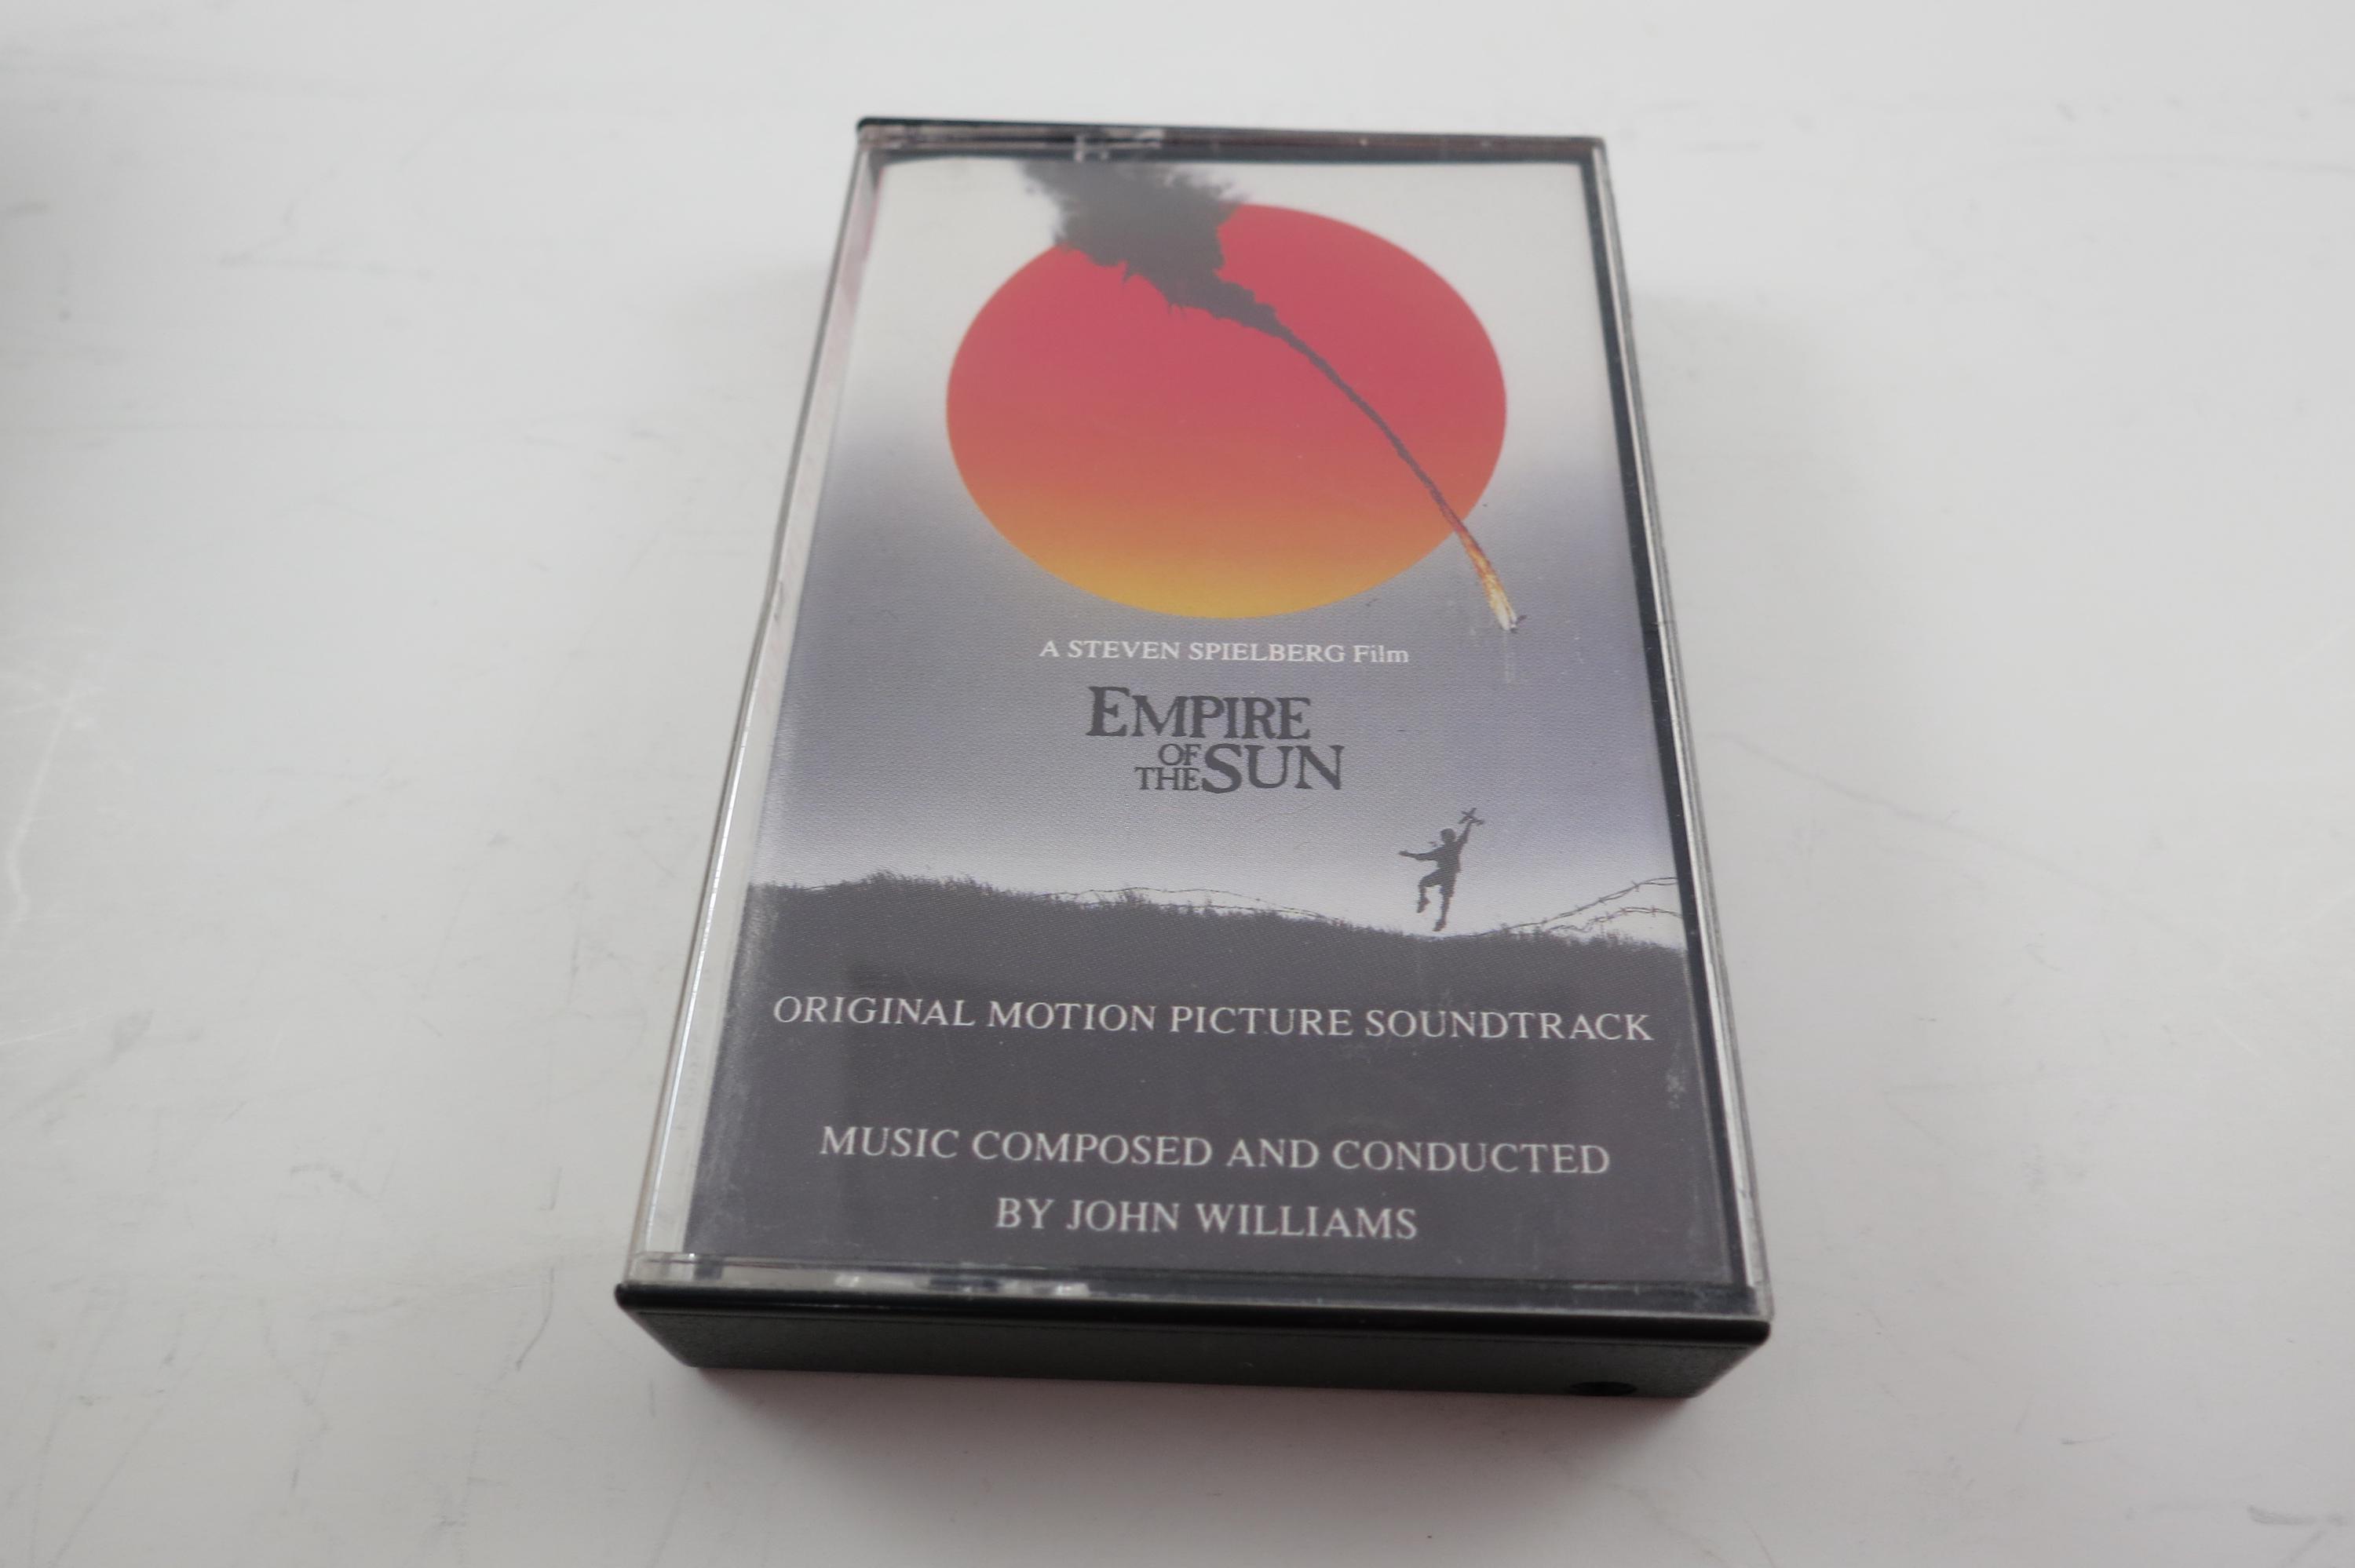 A STEVEN SPIELBERG Film
EMPIRE
OF
THE SUN
ORIGINAL MOTION PICTURE SOUNDTRACK
MUSIC COMPOSED AND CONDUCTED
BY JOHN WILLIAMS